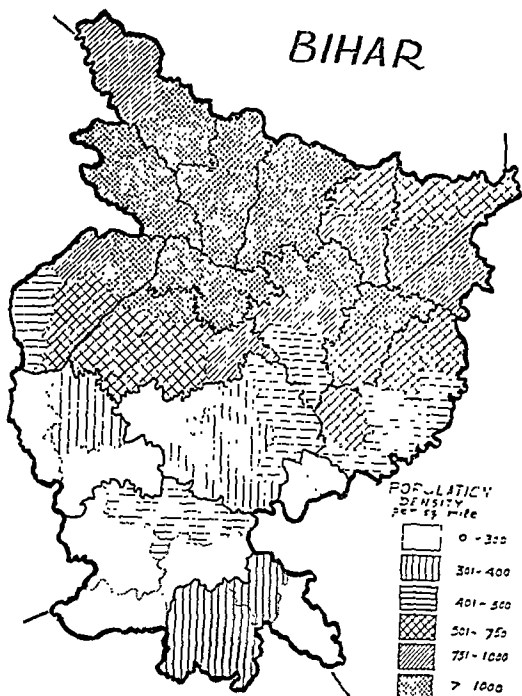 BIHAR
POPULATION
DENSITY
per sq mile
0-300
301-400
401-500
501-750
751-1000
> 1000